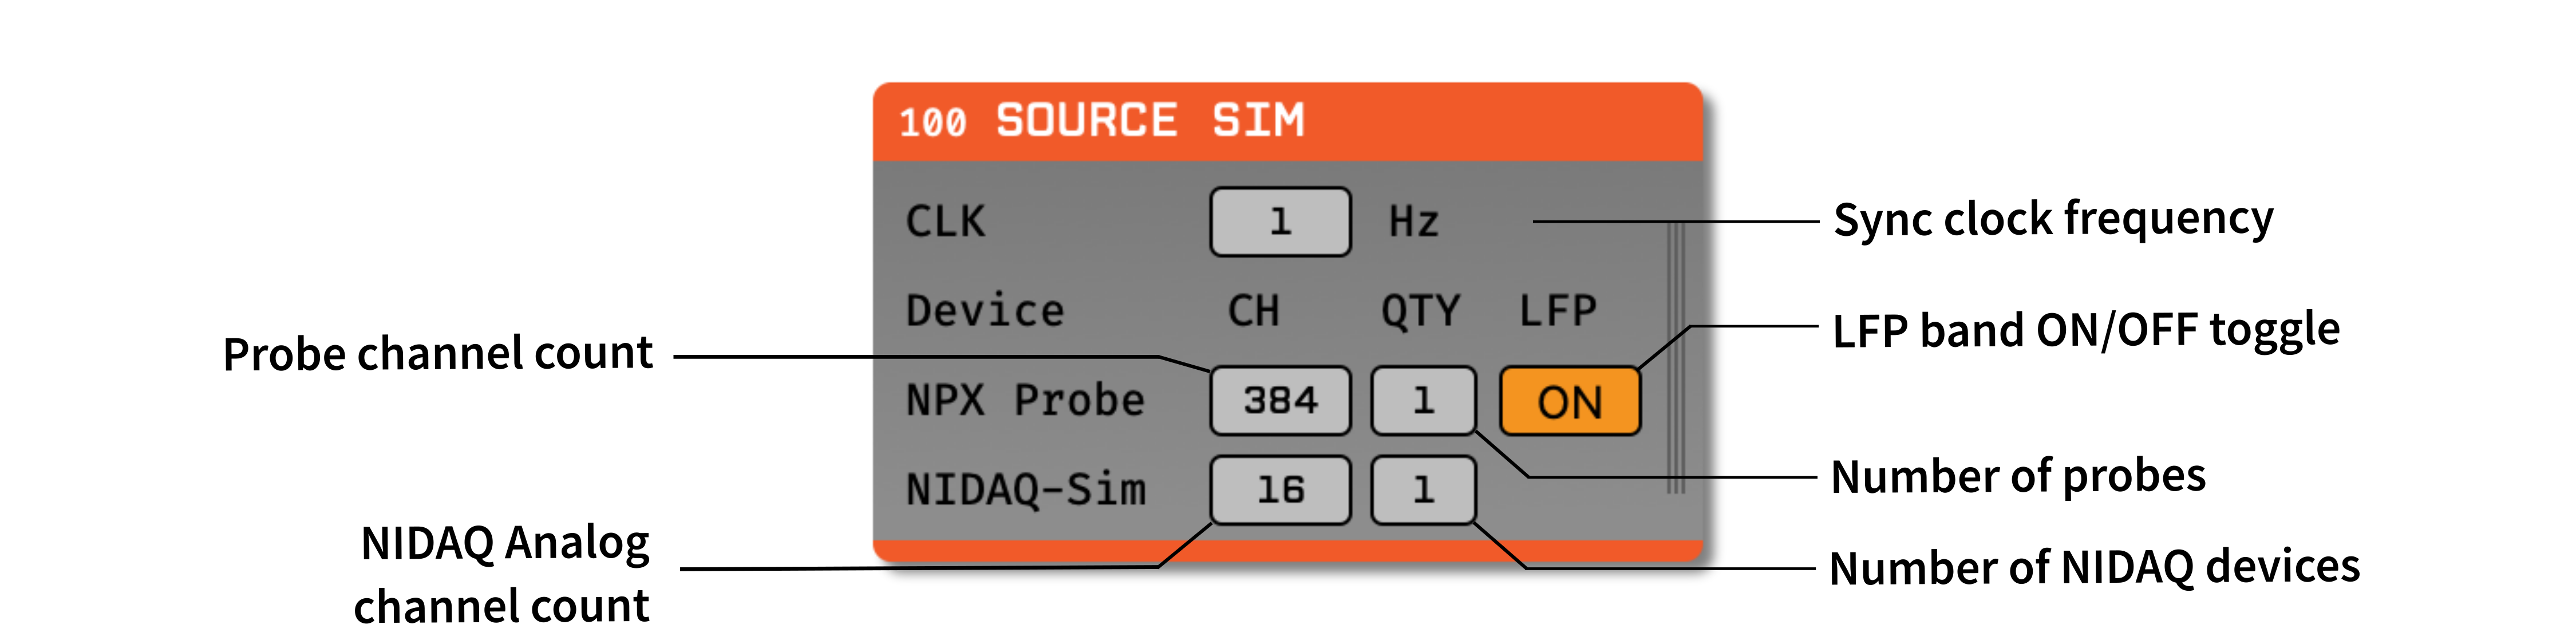 100 SOURCE SIM
CLK 1 Hz
Sync clock frequency
Device CH QTY LFP
LFP band ON/OFF toggle
Probe channel count
NPX Probe 384 1 ON
Number of probes
NIDAQ-Sim 16 1
NIDAQ Analog
channel count
Number of NIDAQ devices